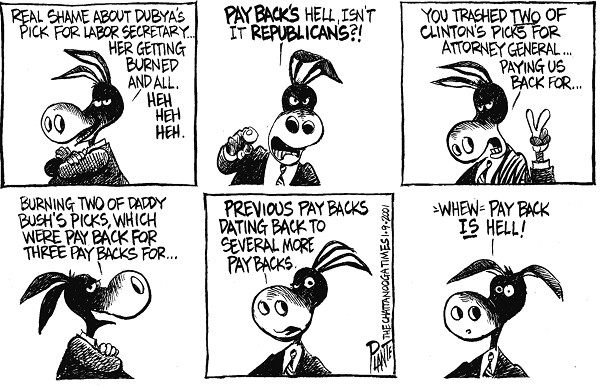 REAL SHAME ABOUT DUBYA'S
PICK FOR LABOR SECRETARY...
HER GETTING
BURNED
AND ALL.
HEH
HEH
HEH.
PAY BACK'S HELL, ISN'T
IT REPUBLICANS?!
YOU TRASHED TWO OF
CLINTON'S PICKS FOR
ATTORNEY GENERAL...
PAYING US
BACK FOR...
BURNING TWO OF DADDY
BUSH'S PICKS, WHICH
WERE PAY BACK FOR
THREE PAY BACKS FOR...
PREVIOUS PAY BACKS
DATING BACK TO
SEVERAL MORE
PAY BACKS.
PLANTE
THE CHATTANOOGA TIMES 1·9·2001
=WHEW= PAY BACK
IS HELL!